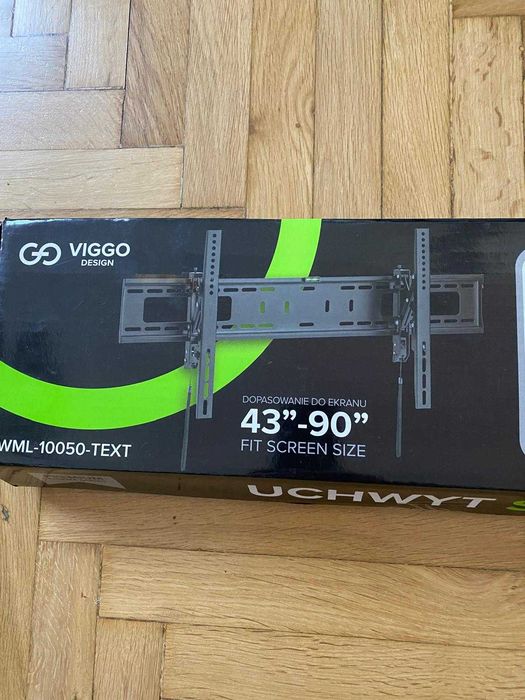 VIGGO
DESIGN
DOPASOWANIE DO EKRANU
43”-90”
FIT SCREEN SIZE
WML-10050-TEXT
UCHWYT